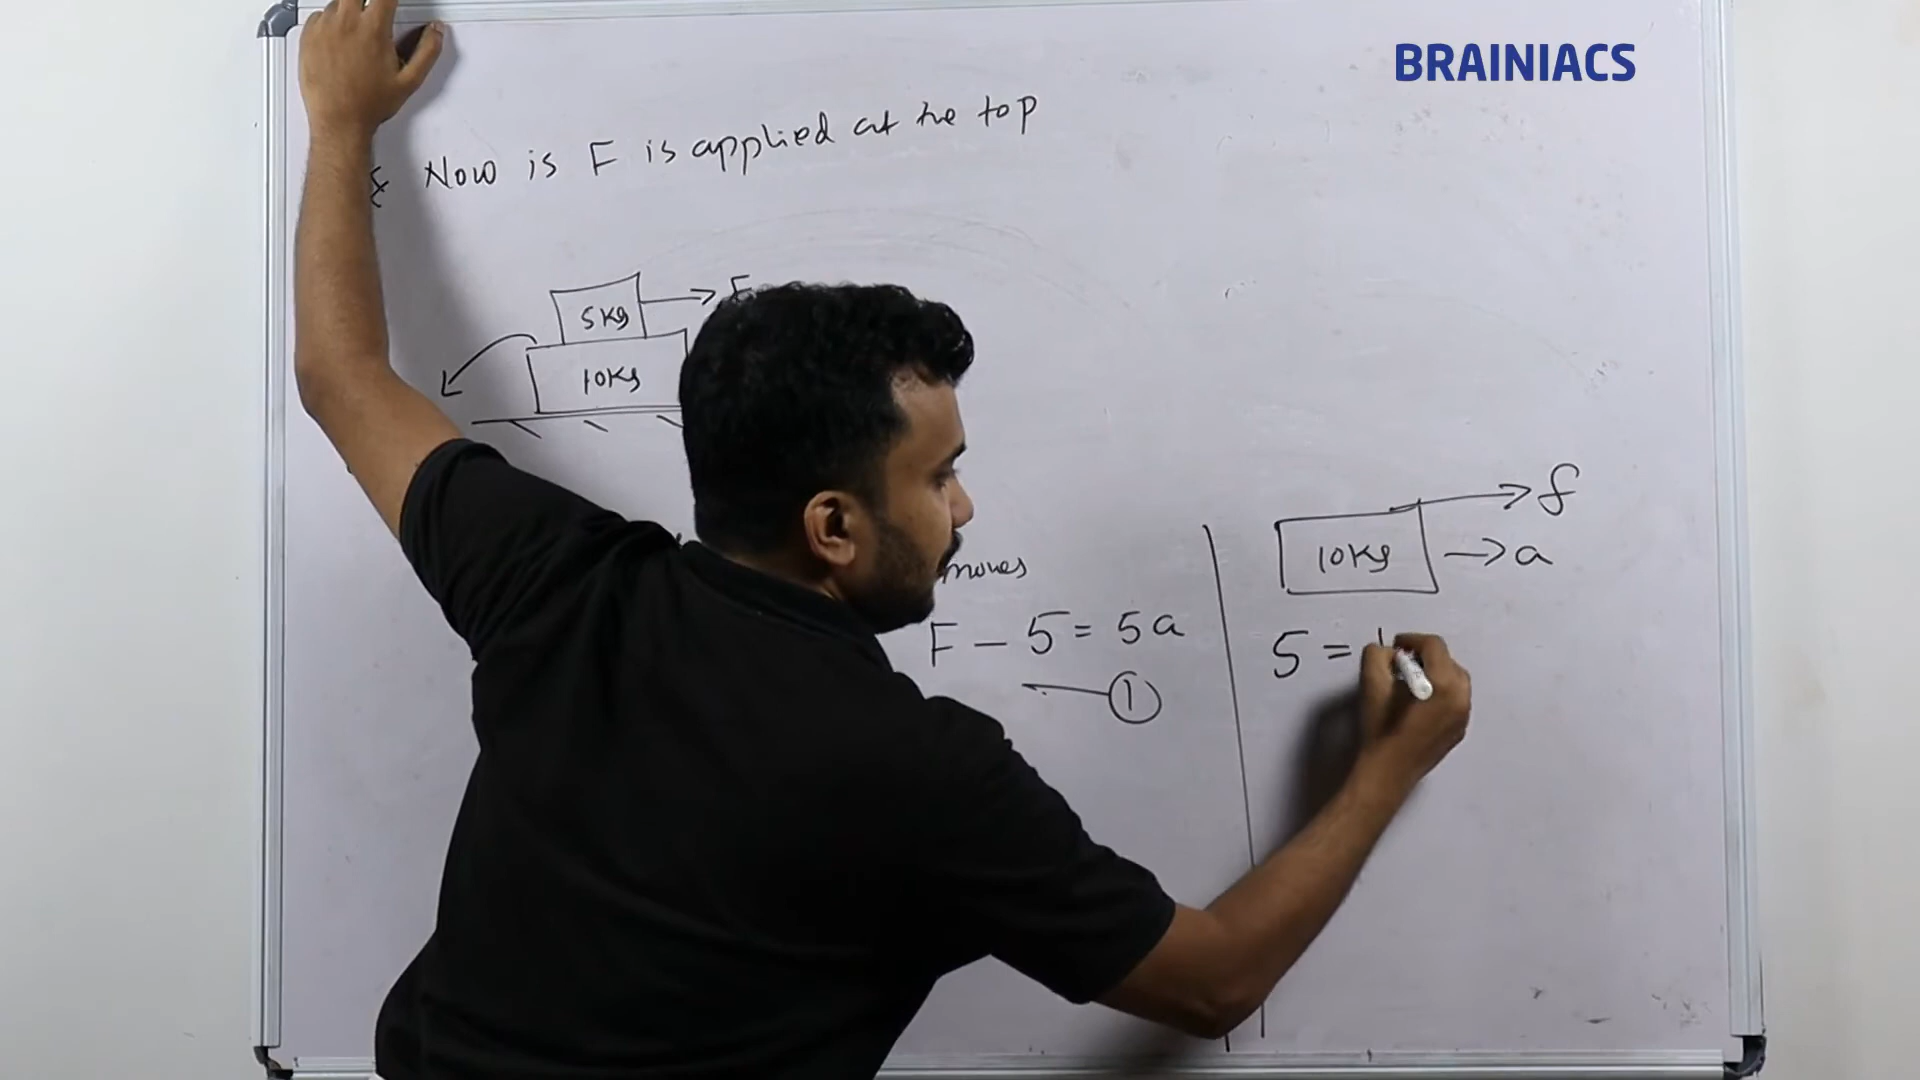 BRAINIACS
Now is F is applied at the top
F
5Kg
10Kg
f
10Kg → a
moves
F - 5 = 5a
5 =
1